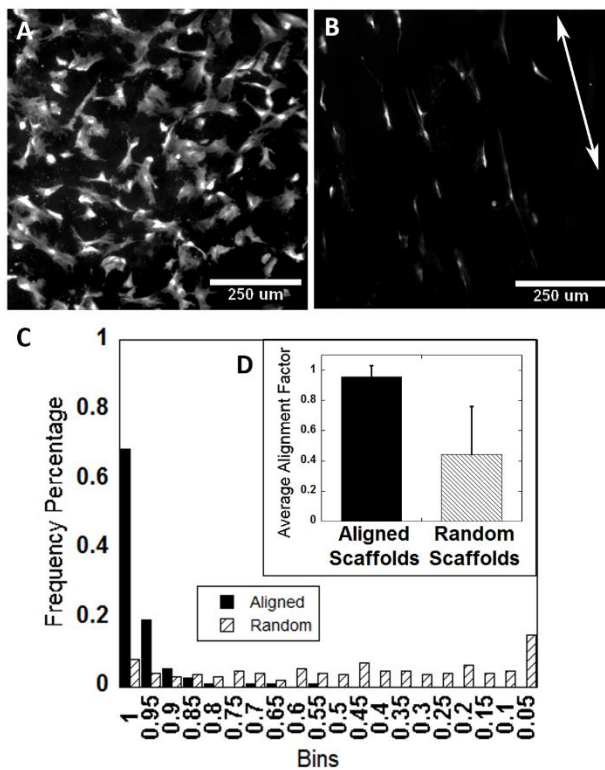 A
B
250 um
250 um
C
D
1
0.8
0.6
0.4
0.2
0
Frequency Percentage
1
0.8
0.6
0.4
0.2
0
Average Alignment Factor
Aligned Scaffolds
Random Scaffolds
Aligned
Random
1
0.95
0.9
0.85
0.8
0.75
0.7
0.65
0.6
0.55
0.5
0.45
0.4
0.35
0.3
0.25
0.2
0.15
0.1
0.05
Bins